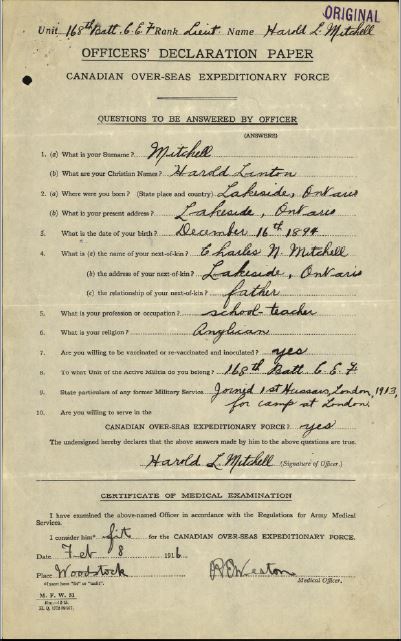 ORIGINAL
Unit 168th Batt. C.E.F Rank Lieut. Name Harold L. Mitchell
OFFICERS' DECLARATION PAPER
CANADIAN OVER-SEAS EXPEDITIONARY FORCE
QUESTIONS TO BE ANSWERED BY OFFICER
(ANSWERS)
1. (a) What is your Surname? Mitchell
(b) What are your Christian Names? Harold Linton
2. (a) Where were you born? (State place and country) Lakeside, Ontario
(b) What is your present address? Lakeside, Ontario
3. What is the date of your birth? December 16th 1894
4. What is (a) the name of your next-of-kin? Charles N. Mitchell
(b) the address of your next-of-kin? Lakeside, Ontario
(c) the relationship of your next-of-kin? father
5. What is your profession or occupation? school-teacher
6. What is your religion? Anglican
7. Are you willing to be vaccinated or re-vaccinated and inoculated? yes
8. To what Unit of the Active Militia do you belong? 168th Batt C.E.F
9. State particulars of any former Military Service. Joined 1st Hussars, London, 1913,
for camp at London.
10. Are you willing to serve in the
CANADIAN OVER-SEAS EXPEDITIONARY FORCE? yes
The undersigned hereby declares that the above answers made by him to the above questions are true.
Harold L. Mitchell (Signature of Officer.)
CERTIFICATE OF MEDICAL EXAMINATION
I have examined the above-named Officer in accordance with the Regulations for Army Medical
Services.
I consider him* fit for the CANADIAN OVER-SEAS EXPEDITIONARY FORCE.
Date Feb 8 1916
Place Woodstock Weston
Medical Officer.
*Insert here "fit" or "unfit".
M. F. W. 51